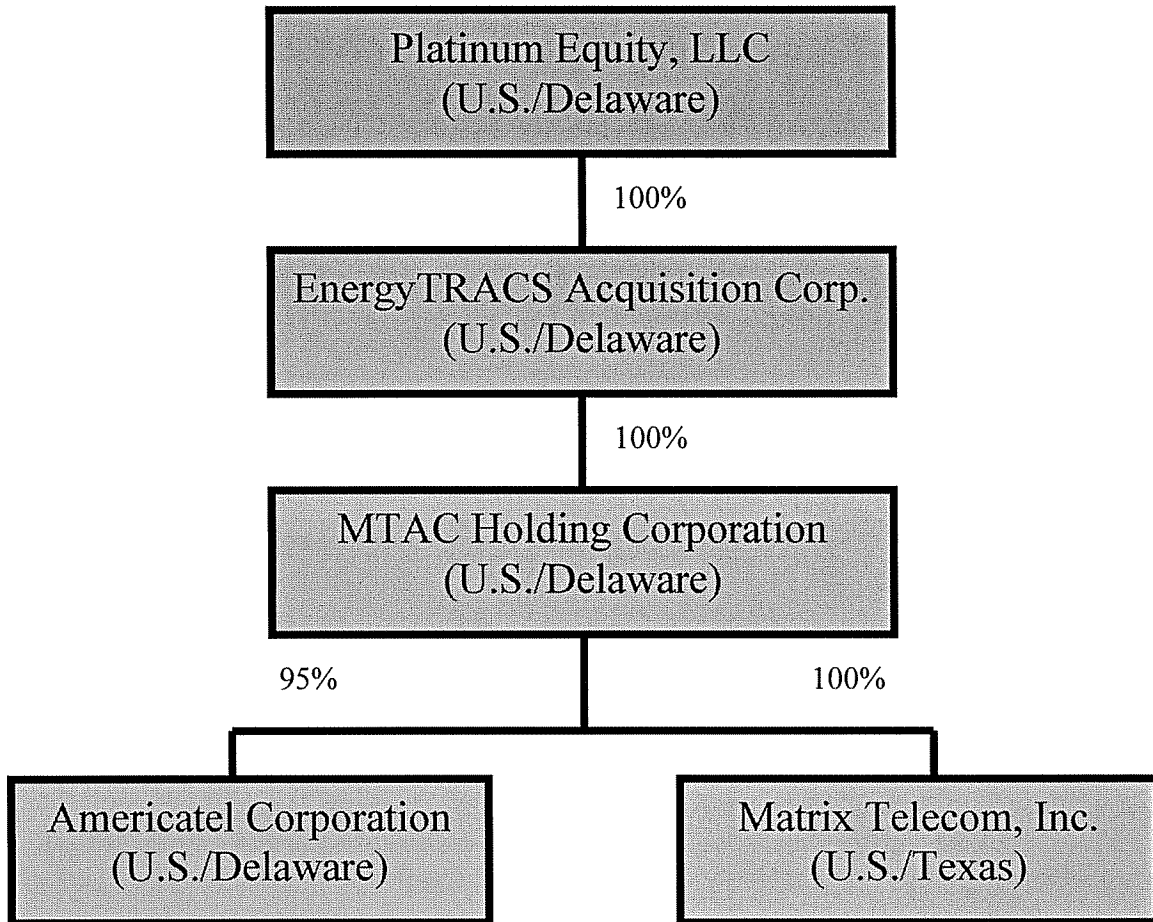 Platinum Equity, LLC
(U.S./Delaware)
100%
EnergyTRACS Acquisition Corp.
(U.S./Delaware)
100%
MTAC Holding Corporation
(U.S./Delaware)
95%
100%
Americatel Corporation
(U.S./Delaware)
Matrix Telecom, Inc.
(U.S./Texas)